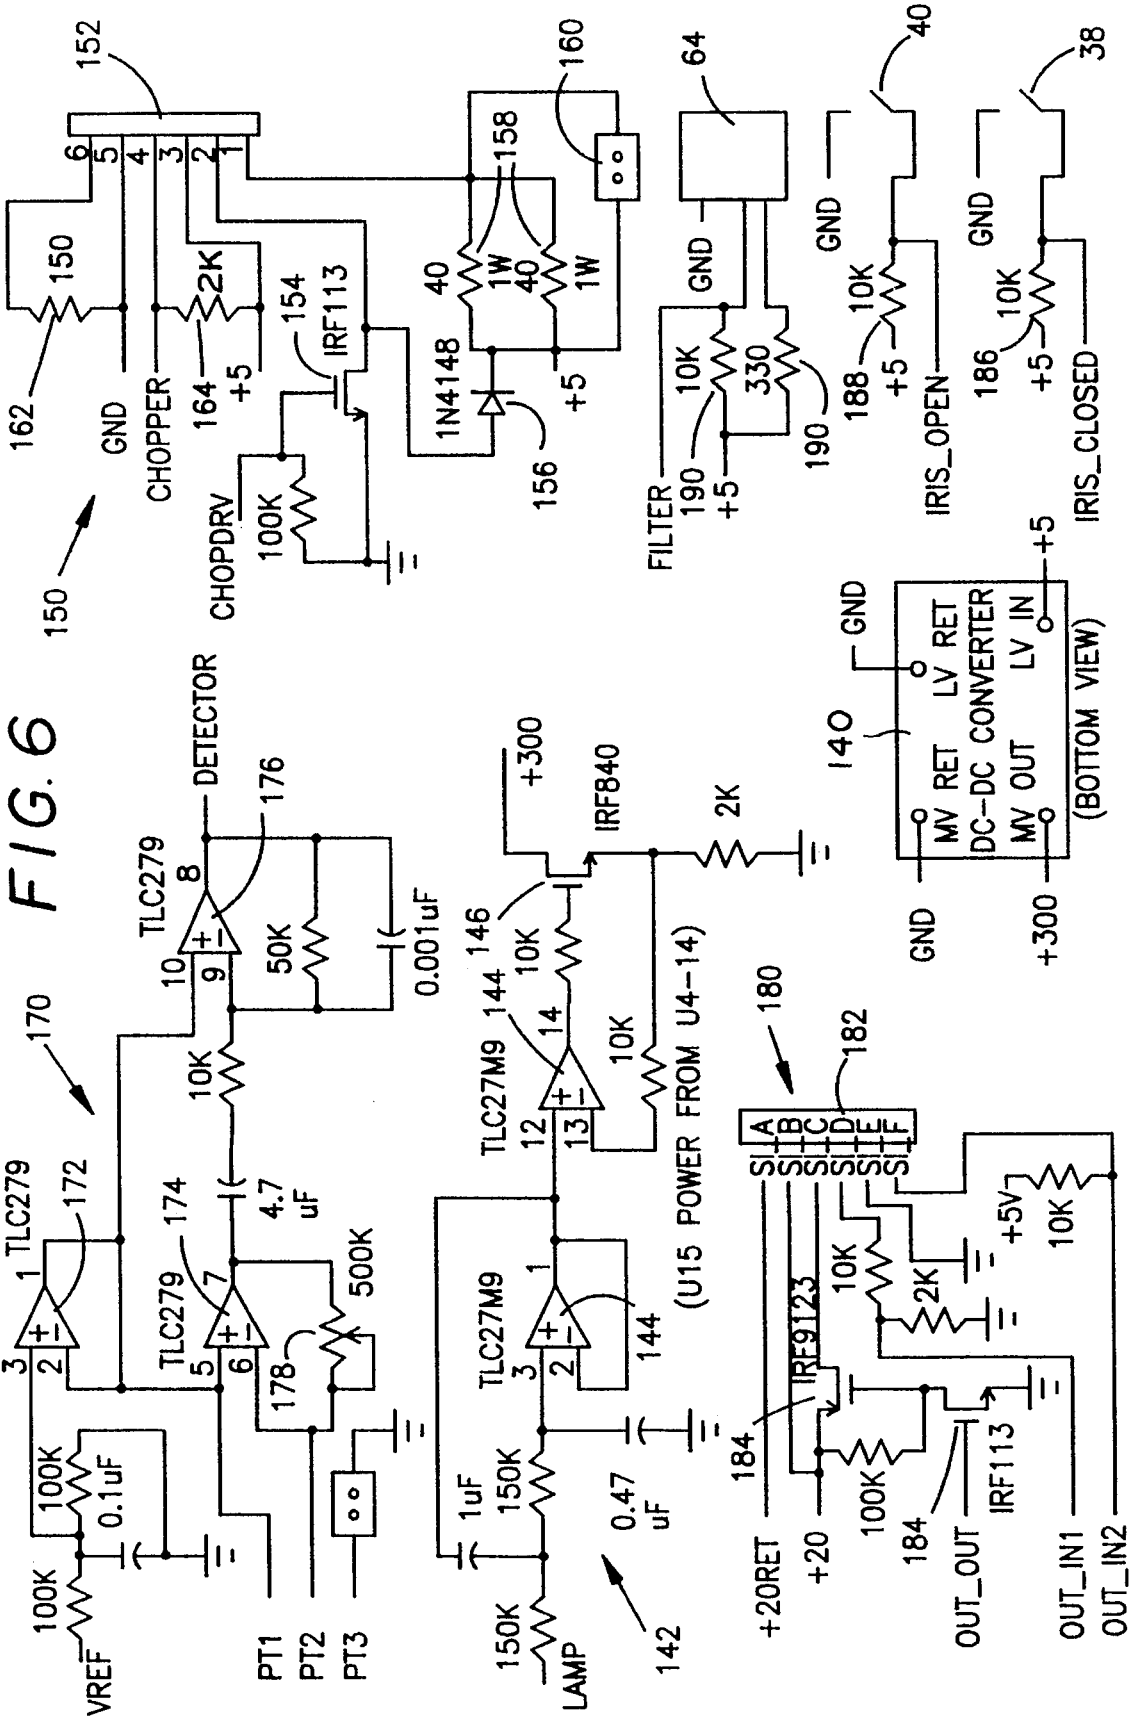 FIG. 6
170
3
2
1
TLC279
172
100K
100K
0.1uF
VREF
5
6
7
TLC279
174
178
500K
4.7
uF
10K
10
9
8
TLC279
176
DETECTOR
50K
0.001uF
PT1
PT2
PT3
142
LAMP
150K
1uF
150K
0.47
uF
3
2
1
TLC27M9
144
12
13
14
TLC27M9
144
10K
146
+300
IRF840
10K
2K
(U15 POWER FROM U4-14)
180
182
SI_A
SI_B
SI_C
SI_D
SI_E
SI_F
+20RET
+20
184
IRF9123
100K
184
IRF113
OUT_OUT
OUT_IN1
OUT_IN2
10K
2K
+5V
10K
140
GND
MV RET
LV RET
DC-DC CONVERTER
MV OUT
LV IN
(BOTTOM VIEW)
GND
+300
+5
150
152
6
5
4
3
2
1
162
150
GND
CHOPPER
164
2K
+5
154
IRF113
CHOPDRV
100K
1N4148
156
40
1W
40
1W
158
+5
160
64
GND
FILTER
190
10K
+5
330
190
40
GND
188
10K
+5
IRIS_OPEN
38
GND
186
10K
+5
IRIS_CLOSED